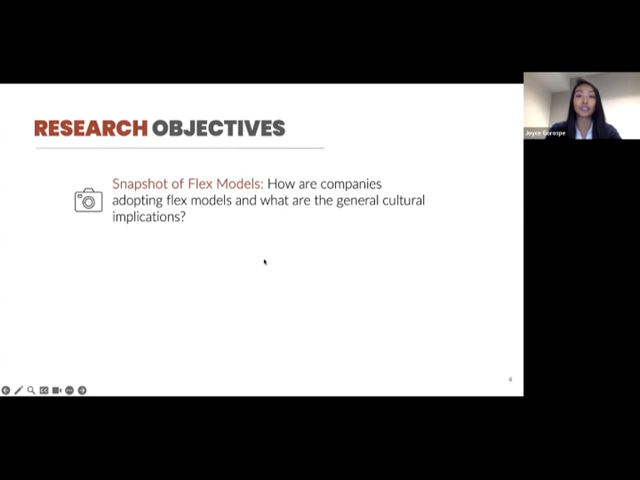 RESEARCH OBJECTIVES
Joyce Gorospe
Snapshot of Flex Models: How are companies
adopting flex models and what are the general cultural
implications?
4